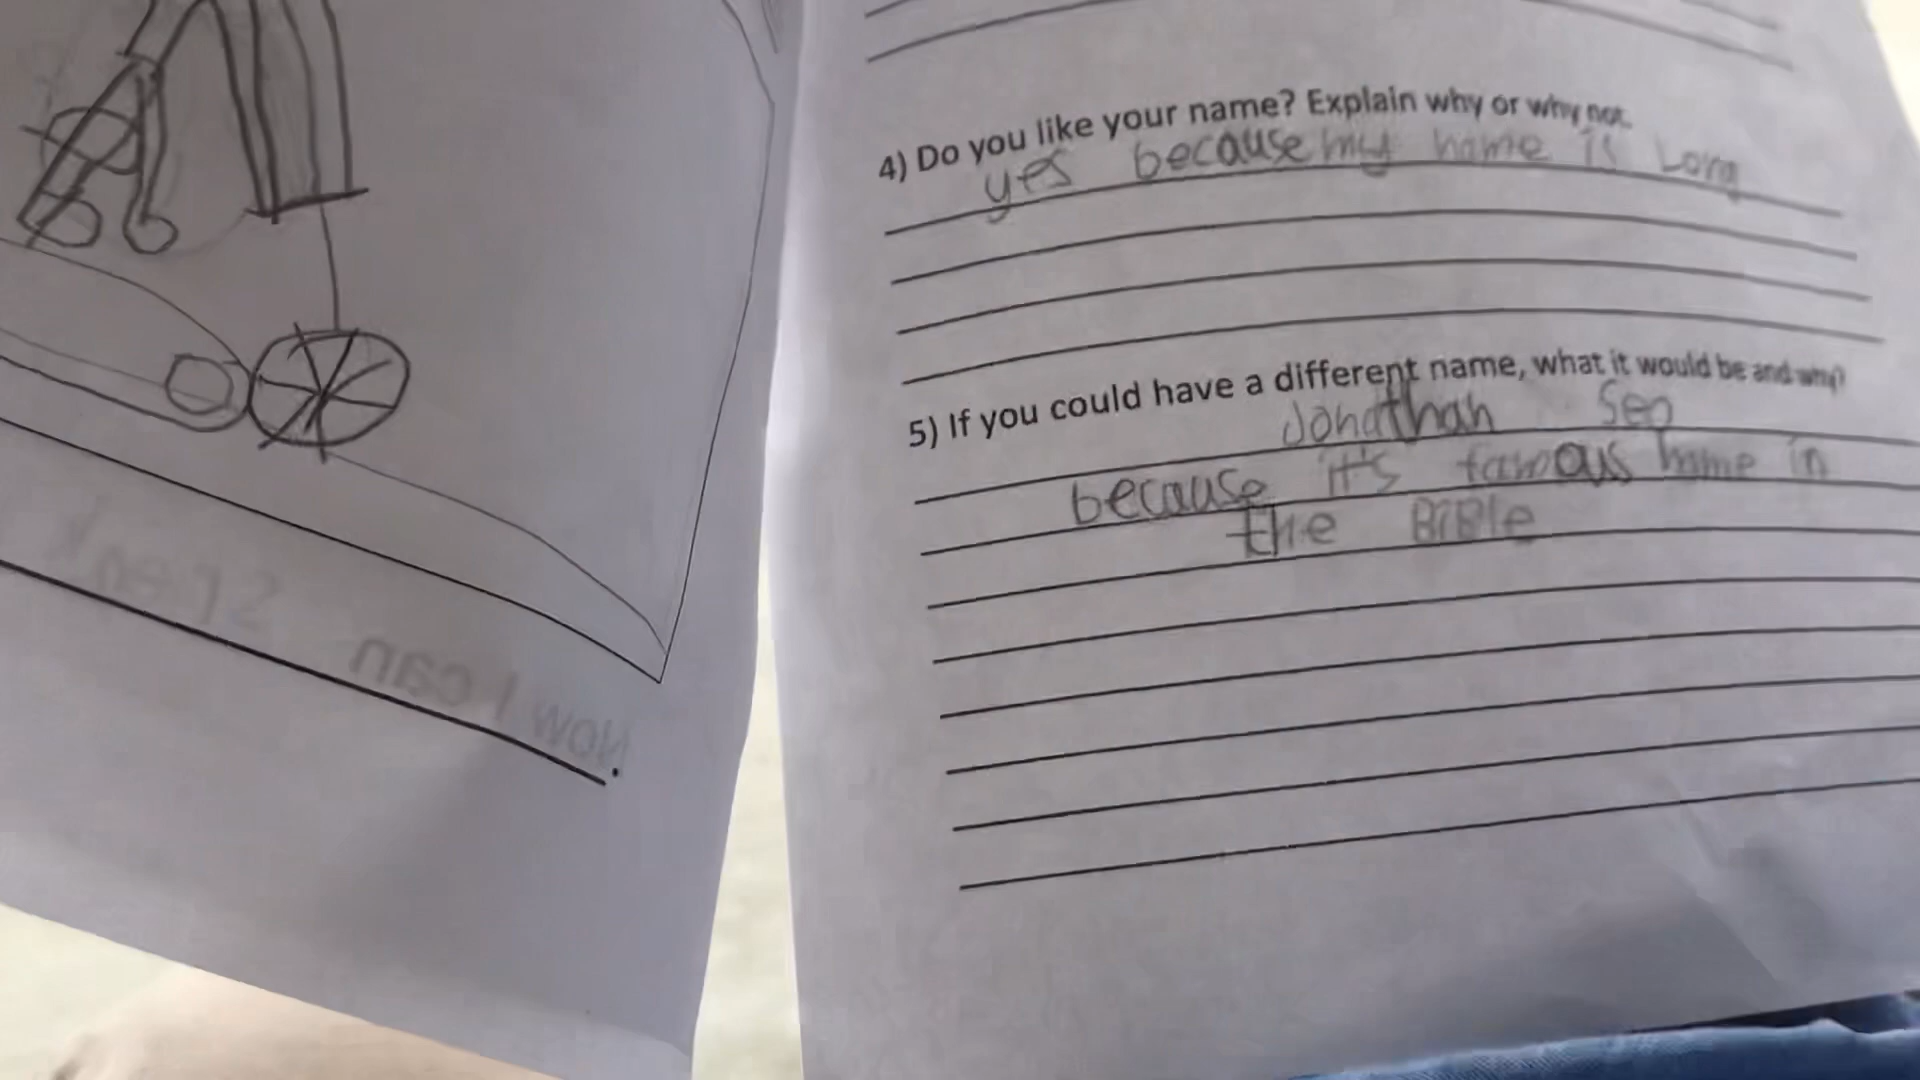 4) Do you like your name? Explain why or why not.
yes because my name is Long
5) If you could have a different name, what it would be and why?
Jonathan Seo
because it's famous name in
the BiBle
Now I can
.